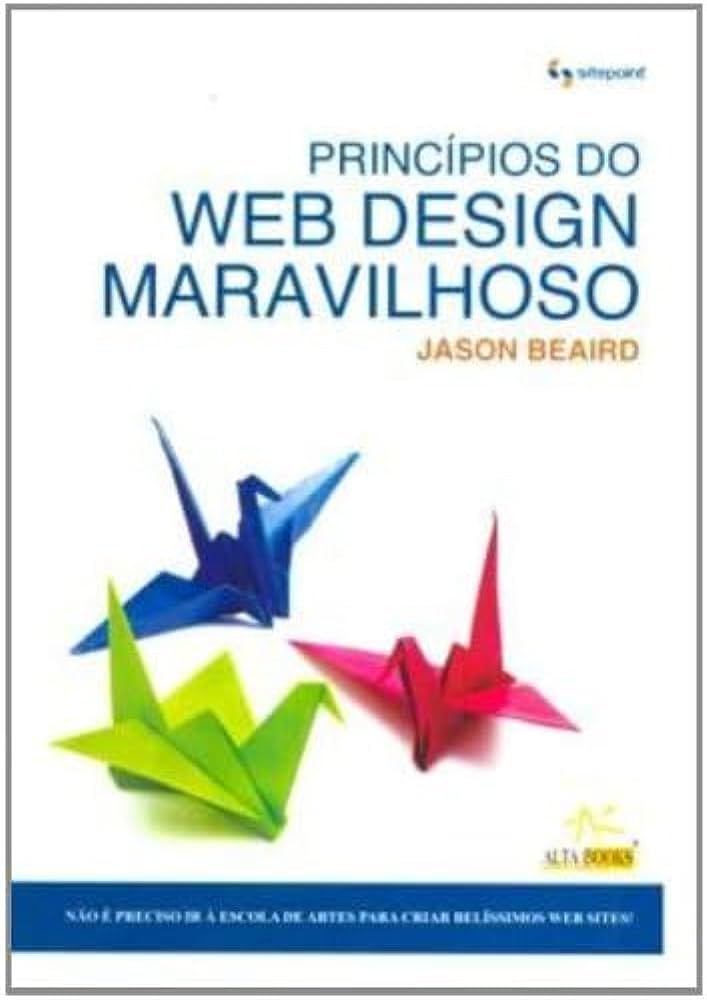 sitepoint
PRINCÍPIOS DO
WEB DESIGN
MARAVILHOSO
JASON BEAIRD
ALTA BOOKS
NÃO É PRECISO IR À ESCOLA DE ARTES PARA CRIAR BELÍSSIMOS WEB SITES!